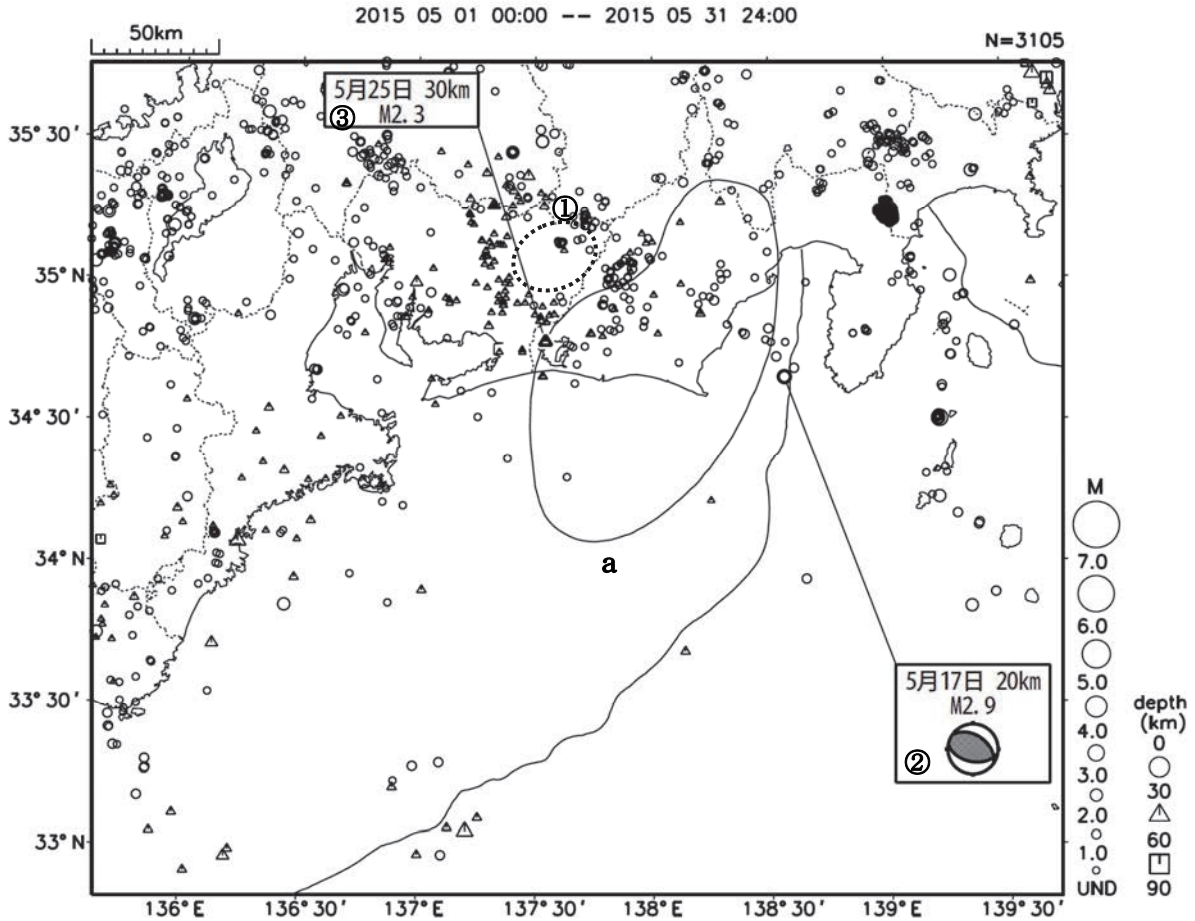 2015 05 01 00:00 -- 2015 05 31 24:00
50km
N=3105
5月25日 30km
③ M2.3
35°30′
①
35°N
34°30′
34°N
a
33°30′
33°N
136°E
136°30′
137°E
137°30′
138°E
138°30′
139°E
139°30′
5月17日 20km
M2.9
②
M
7.0
6.0
5.0
4.0
3.0
2.0
1.0
UND
depth
(km)
0
30
60
90